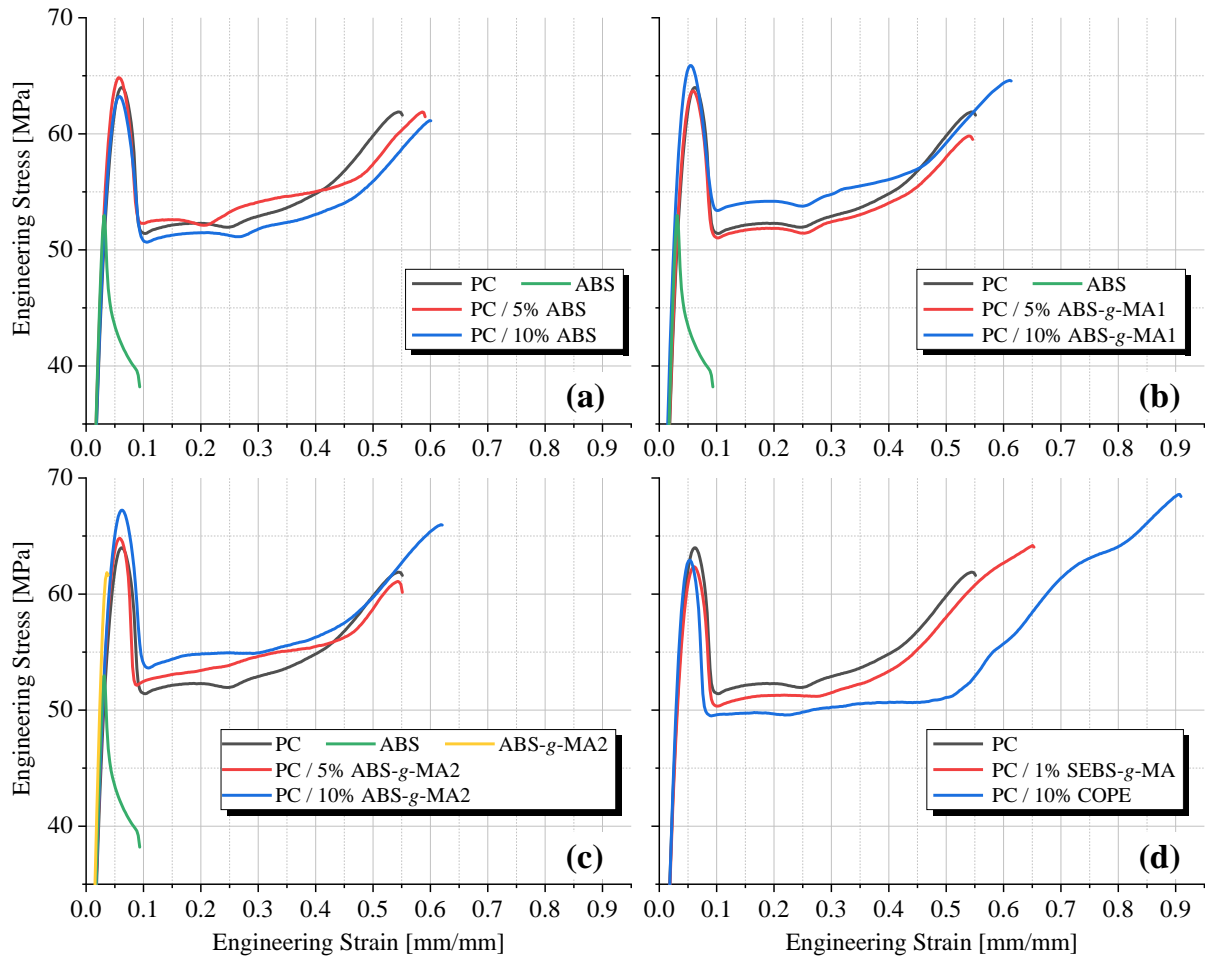 70
60
50
40
Engineering Stress [MPa]
PC ABS
PC / 5% ABS
PC / 10% ABS
(a)
0.0 0.1 0.2 0.3 0.4 0.5 0.6 0.7 0.8 0.9
PC ABS
PC / 5% ABS-g-MA1
PC / 10% ABS-g-MA1
(b)
0.0 0.1 0.2 0.3 0.4 0.5 0.6 0.7 0.8 0.9
70
60
50
40
Engineering Stress [MPa]
PC ABS ABS-g-MA2
PC / 5% ABS-g-MA2
PC / 10% ABS-g-MA2
(c)
0.0 0.1 0.2 0.3 0.4 0.5 0.6 0.7 0.8 0.9
Engineering Strain [mm/mm]
PC
PC / 1% SEBS-g-MA
PC / 10% COPE
(d)
0.0 0.1 0.2 0.3 0.4 0.5 0.6 0.7 0.8 0.9
Engineering Strain [mm/mm]